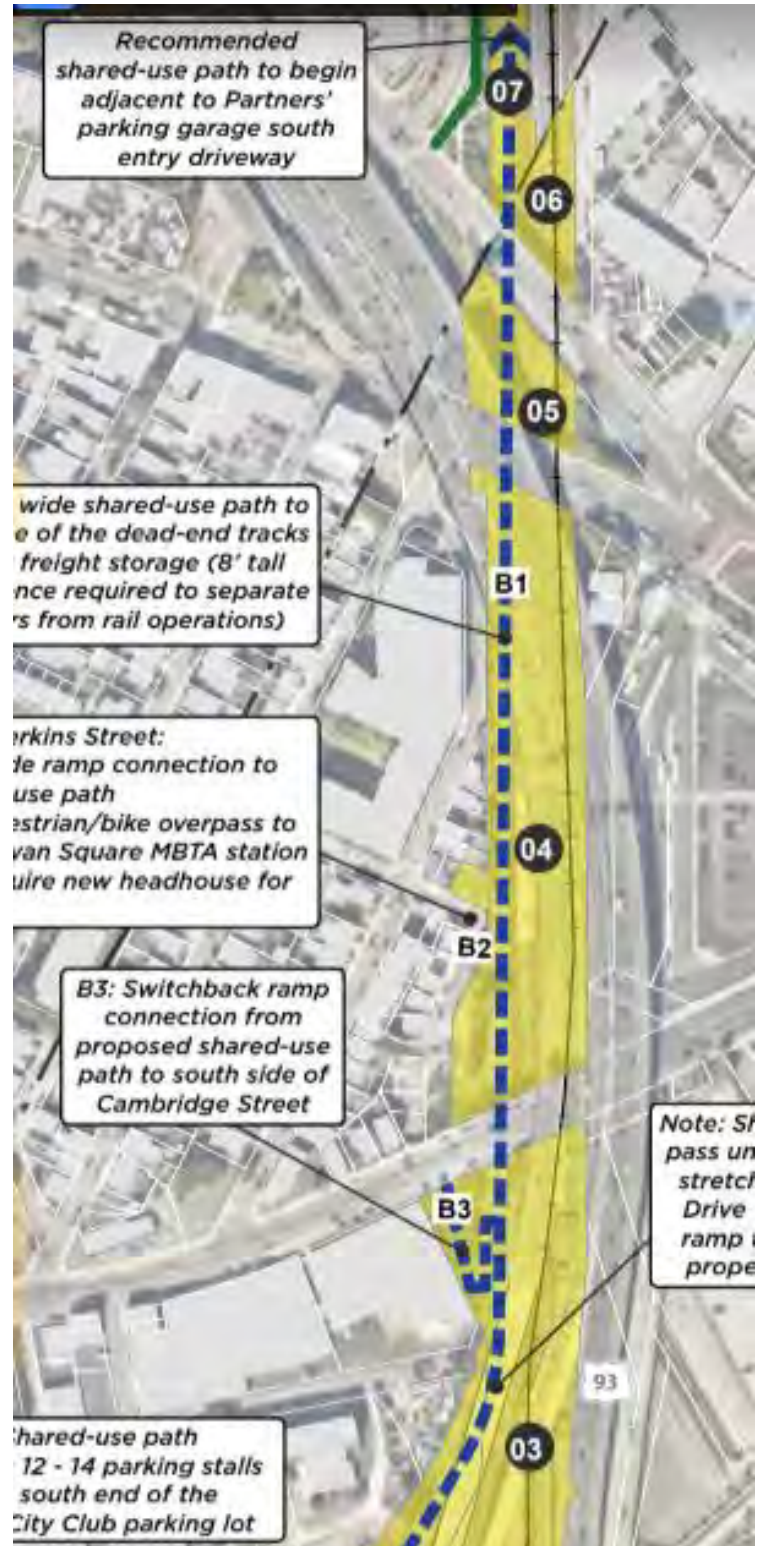 Recommended
shared-use path to begin
adjacent to Partners'
parking garage south
entry driveway
07
06
05
wide shared-use path to
e of the dead-end tracks
freight storage (8' tall
nce required to separate
rs from rail operations)
B1
erkins Street:
de ramp connection to
use path
estrian/bike overpass to
van Square MBTA station
uire new headhouse for
04
B2
B3: Switchback ramp
connection from
proposed shared-use
path to south side of
Cambridge Street
Note: Sh
pass un
stretch
Drive
ramp
prope
B3
93
hared-use path
12 - 14 parking stalls
south end of the
City Club parking lot
03